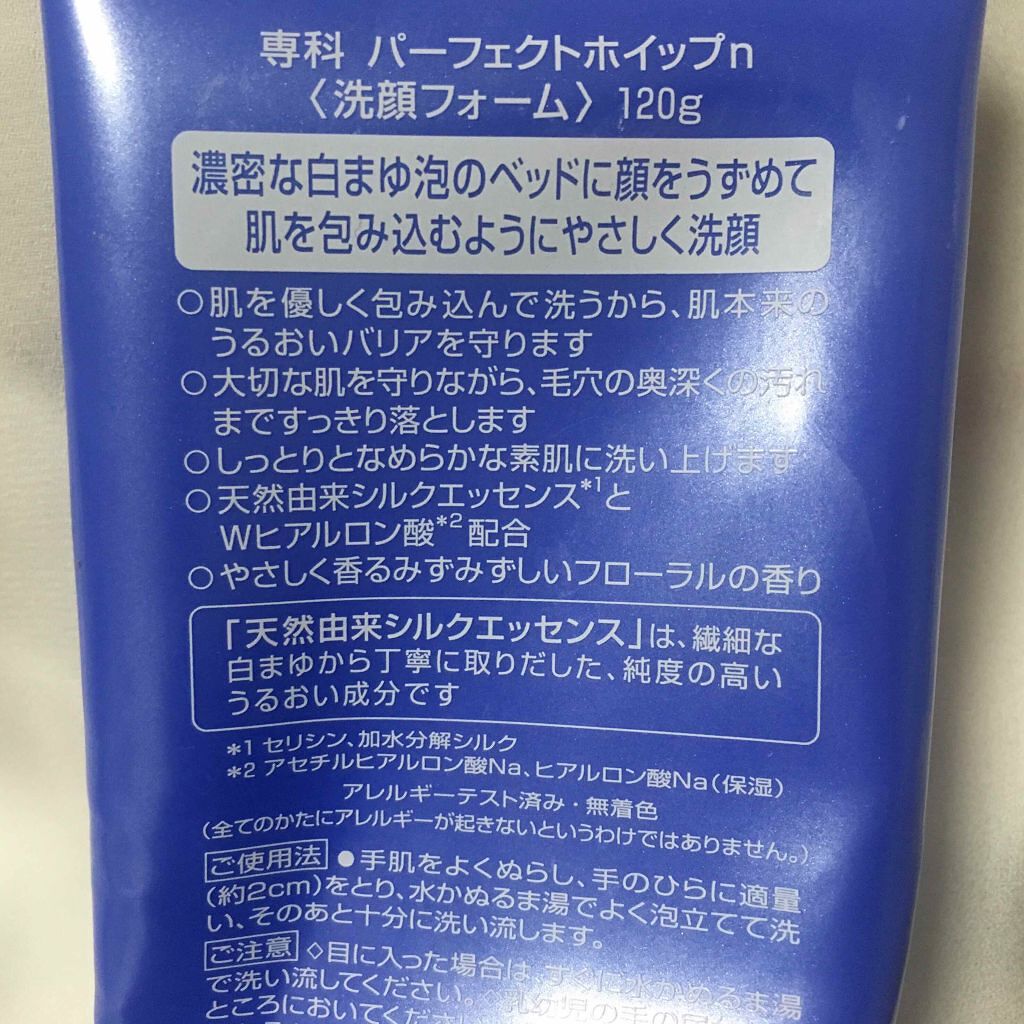 専科 パーフェクトホイップn
〈洗顔フォーム〉 120g
濃密な白まゆ泡のベッドに顔をうずめて
肌を包み込むようにやさしく洗顔
○肌を優しく包み込んで洗うから、肌本来の
うるおいバリアを守ります
○大切な肌を守りながら、毛穴の奥深くの汚れ
まですっきり落とします
○しっとりとなめらかな素肌に洗い上げます
○天然由来シルクエッセンス*1と
Wヒアルロン酸*2配合
○やさしく香るみずみずしいフローラルの香り
「天然由来シルクエッセンス」は、繊細な
白まゆから丁寧に取りだした、純度の高い
うるおい成分です
*1 セリシン、加水分解シルク
*2 アセチルヒアルロン酸Na、ヒアルロン酸Na(保湿)
アレルギーテスト済み・無着色
(全てのかたにアレルギーが起きないというわけではありません。)
ご使用法 ●手肌をよくぬらし、手のひらに適量
(約2cm)をとり、水かぬるま湯でよく泡立てて洗
い、そのあと十分に洗い流します。
ご注意 ◇目に入った場合は、すぐに水かぬるま湯
で洗い流してください。◇乳幼児の手の
ところにおいてくださ